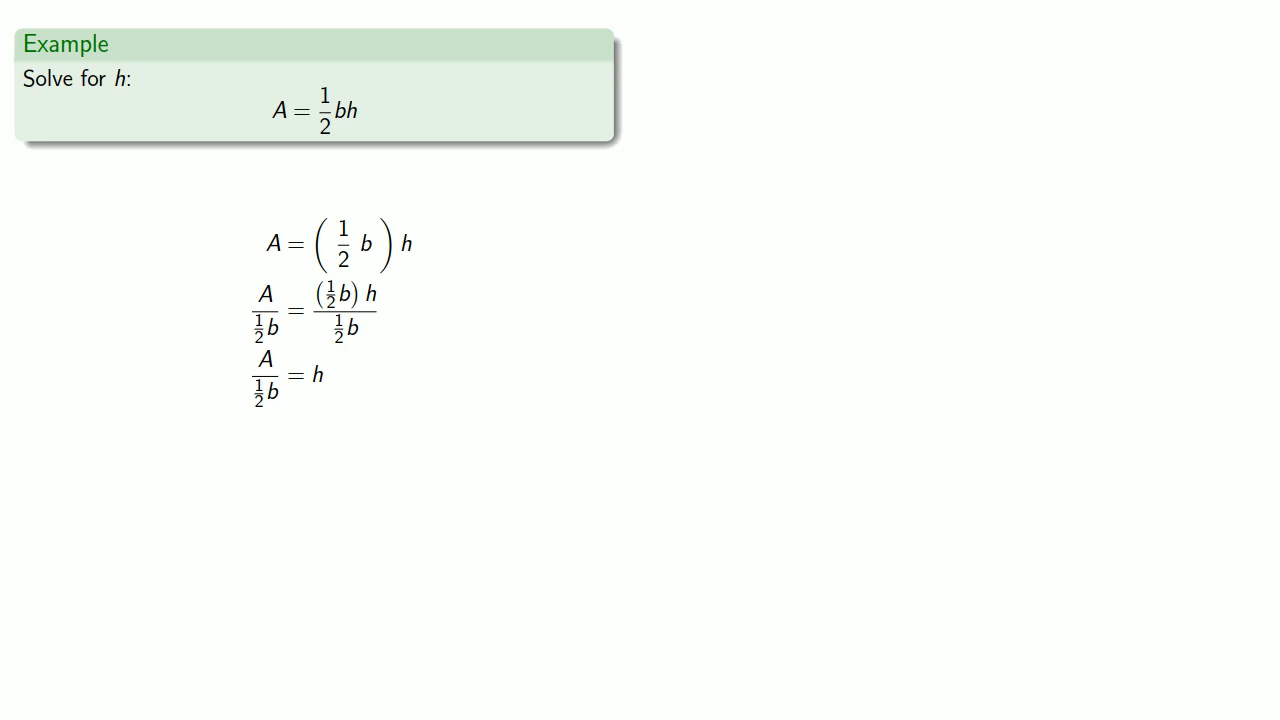 Example
Solve for h:
A = 1/2 bh
A = ( 1/2 b ) h
A / (1/2 b) = (1/2 b) h / (1/2 b)
A / (1/2 b) = h